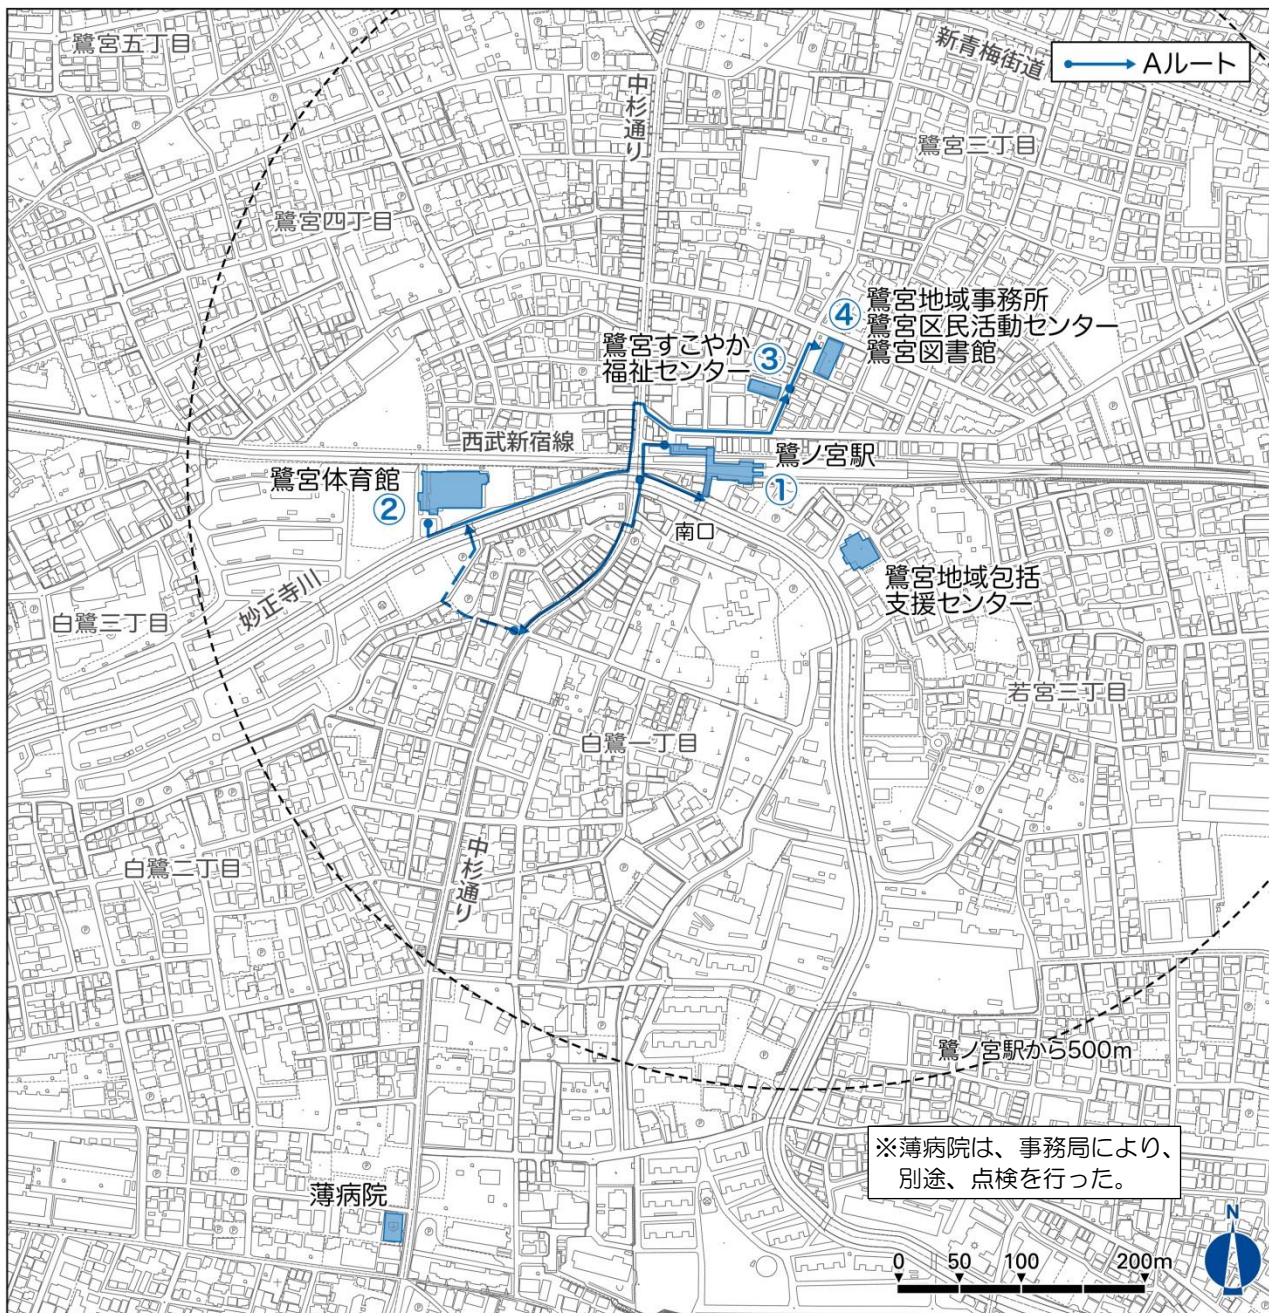 鷺宮五丁目
新青梅街道
Aルート
中杉通り
鷺宮三丁目
鷺宮四丁目
④
鷺宮地域事務所
鷺宮区民活動センター
鷺宮図書館
鷺宮すこやか
福祉センター
③
西武新宿線
鷺ノ宮駅
①
鷺宮体育館
②
南口
鷺宮地域包括
支援センター
妙正寺川
白鷺三丁目
若宮三丁目
白鷺一丁目
中杉通り
白鷺二丁目
鷺ノ宮駅から500m
※薄病院は、事務局により、
別途、点検を行った。
薄病院
N
0 50 100 200m